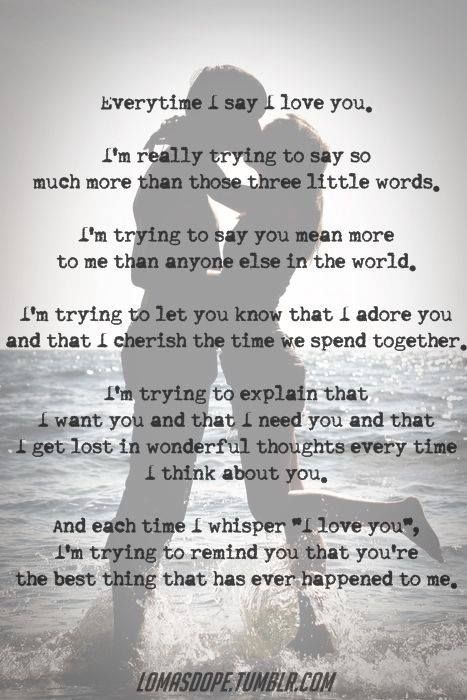 Everytime I say I love you.
I'm really trying to say so
much more than those three little words.
I'm trying to say you mean more
to me than anyone else in the world.
I'm trying to let you know that I adore you
and that I cherish the time we spend together.
I'm trying to explain that
I want you and that I need you and that
I get lost in wonderful thoughts every time
I think about you.
And each time I whisper "I love you",
I'm trying to remind you that you're
the best thing that has ever happened to me.
LOMASDOPE.TUMBLR.COM